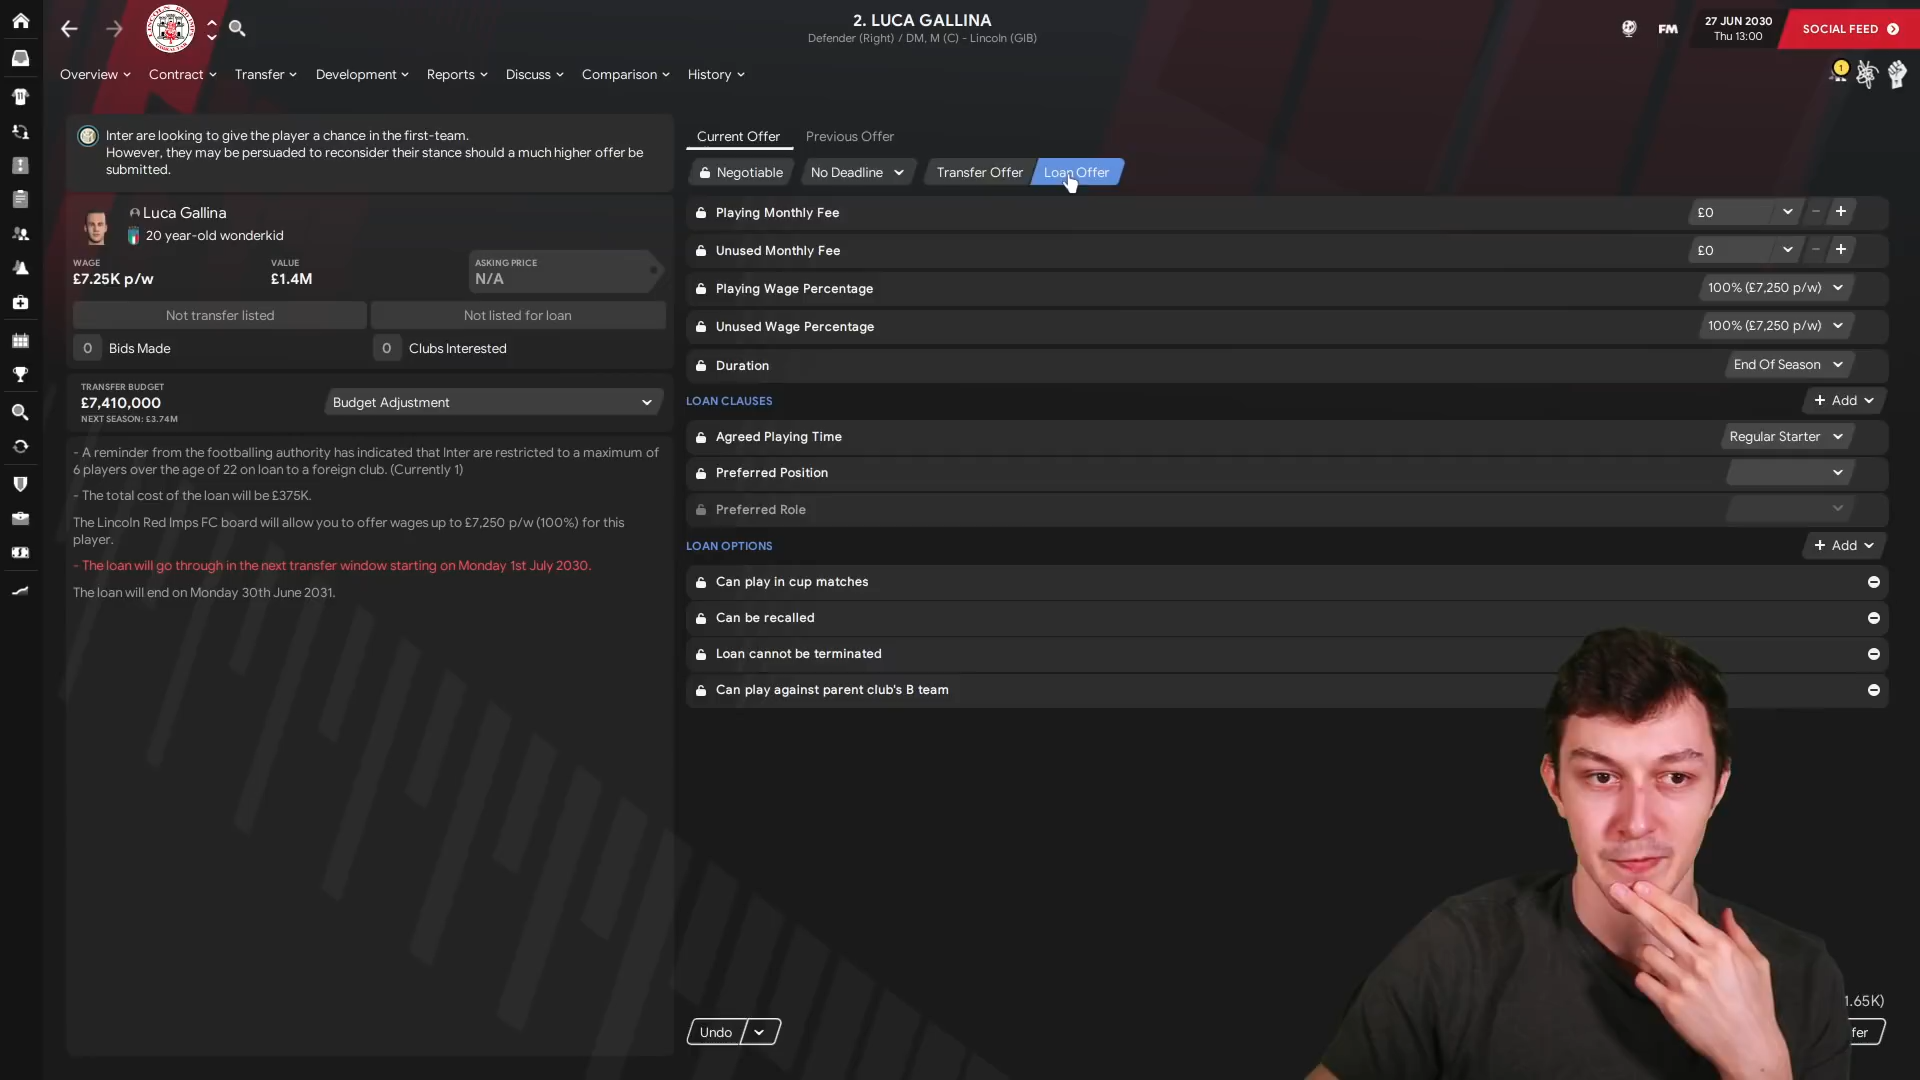 2. LUCA GALLINA
Defender (Right) / DM, M (C) - Lincoln (GIB)
FM
27 JUN 2030
Thu 13:00
SOCIAL FEED
Overview
Contract
Transfer
Development
Reports
Discuss
Comparison
History
1
Inter are looking to give the player a chance in the first-team.
However, they may be persuaded to reconsider their stance should a much higher offer be
submitted.
Luca Gallina
20 year-old wonderkid
WAGE
£7.25K p/w
VALUE
£1.4M
ASKING PRICE
N/A
Not transfer listed
Not listed for loan
0 Bids Made
0 Clubs Interested
TRANSFER BUDGET
£7,410,000
NEXT SEASON: £3.74M
Budget Adjustment
- A reminder from the footballing authority has indicated that Inter are restricted to a maximum of
6 players over the age of 22 on loan to a foreign club. (Currently 1)
- The total cost of the loan will be £375K.
The Lincoln Red Imps FC board will allow you to offer wages up to £7,250 p/w (100%) for this
player.
- The loan will go through in the next transfer window starting on Monday 1st July 2030.
The loan will end on Monday 30th June 2031.
Current Offer
Previous Offer
Negotiable
No Deadline
Transfer Offer
Loan Offer
Playing Monthly Fee
£0
Unused Monthly Fee
£0
Playing Wage Percentage
100% (£7,250 p/w)
Unused Wage Percentage
100% (£7,250 p/w)
Duration
End Of Season
LOAN CLAUSES
+ Add
Agreed Playing Time
Regular Starter
Preferred Position
Preferred Role
LOAN OPTIONS
+ Add
Can play in cup matches
Can be recalled
Loan cannot be terminated
Can play against parent club's B team
1.65K)
Undo
fer